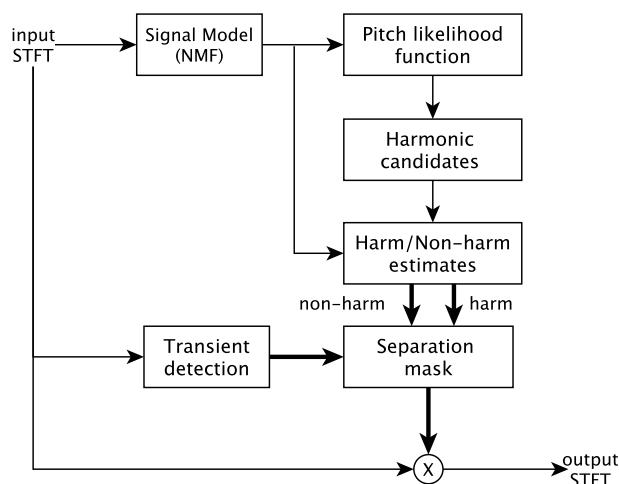 input
STFT
Signal Model
(NMF)
Pitch likelihood
function
Harmonic
candidates
Harm/Non-harm
estimates
non-harm
harm
Transient
detection
Separation
mask
X
output
STFT